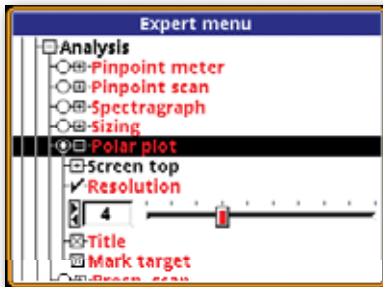 Expert menu
Analysis
Pinpoint meter
Pinpoint scan
Spectragraph
Sizing
Polar plot
Screen top
Resolution
4
Title
Mark target